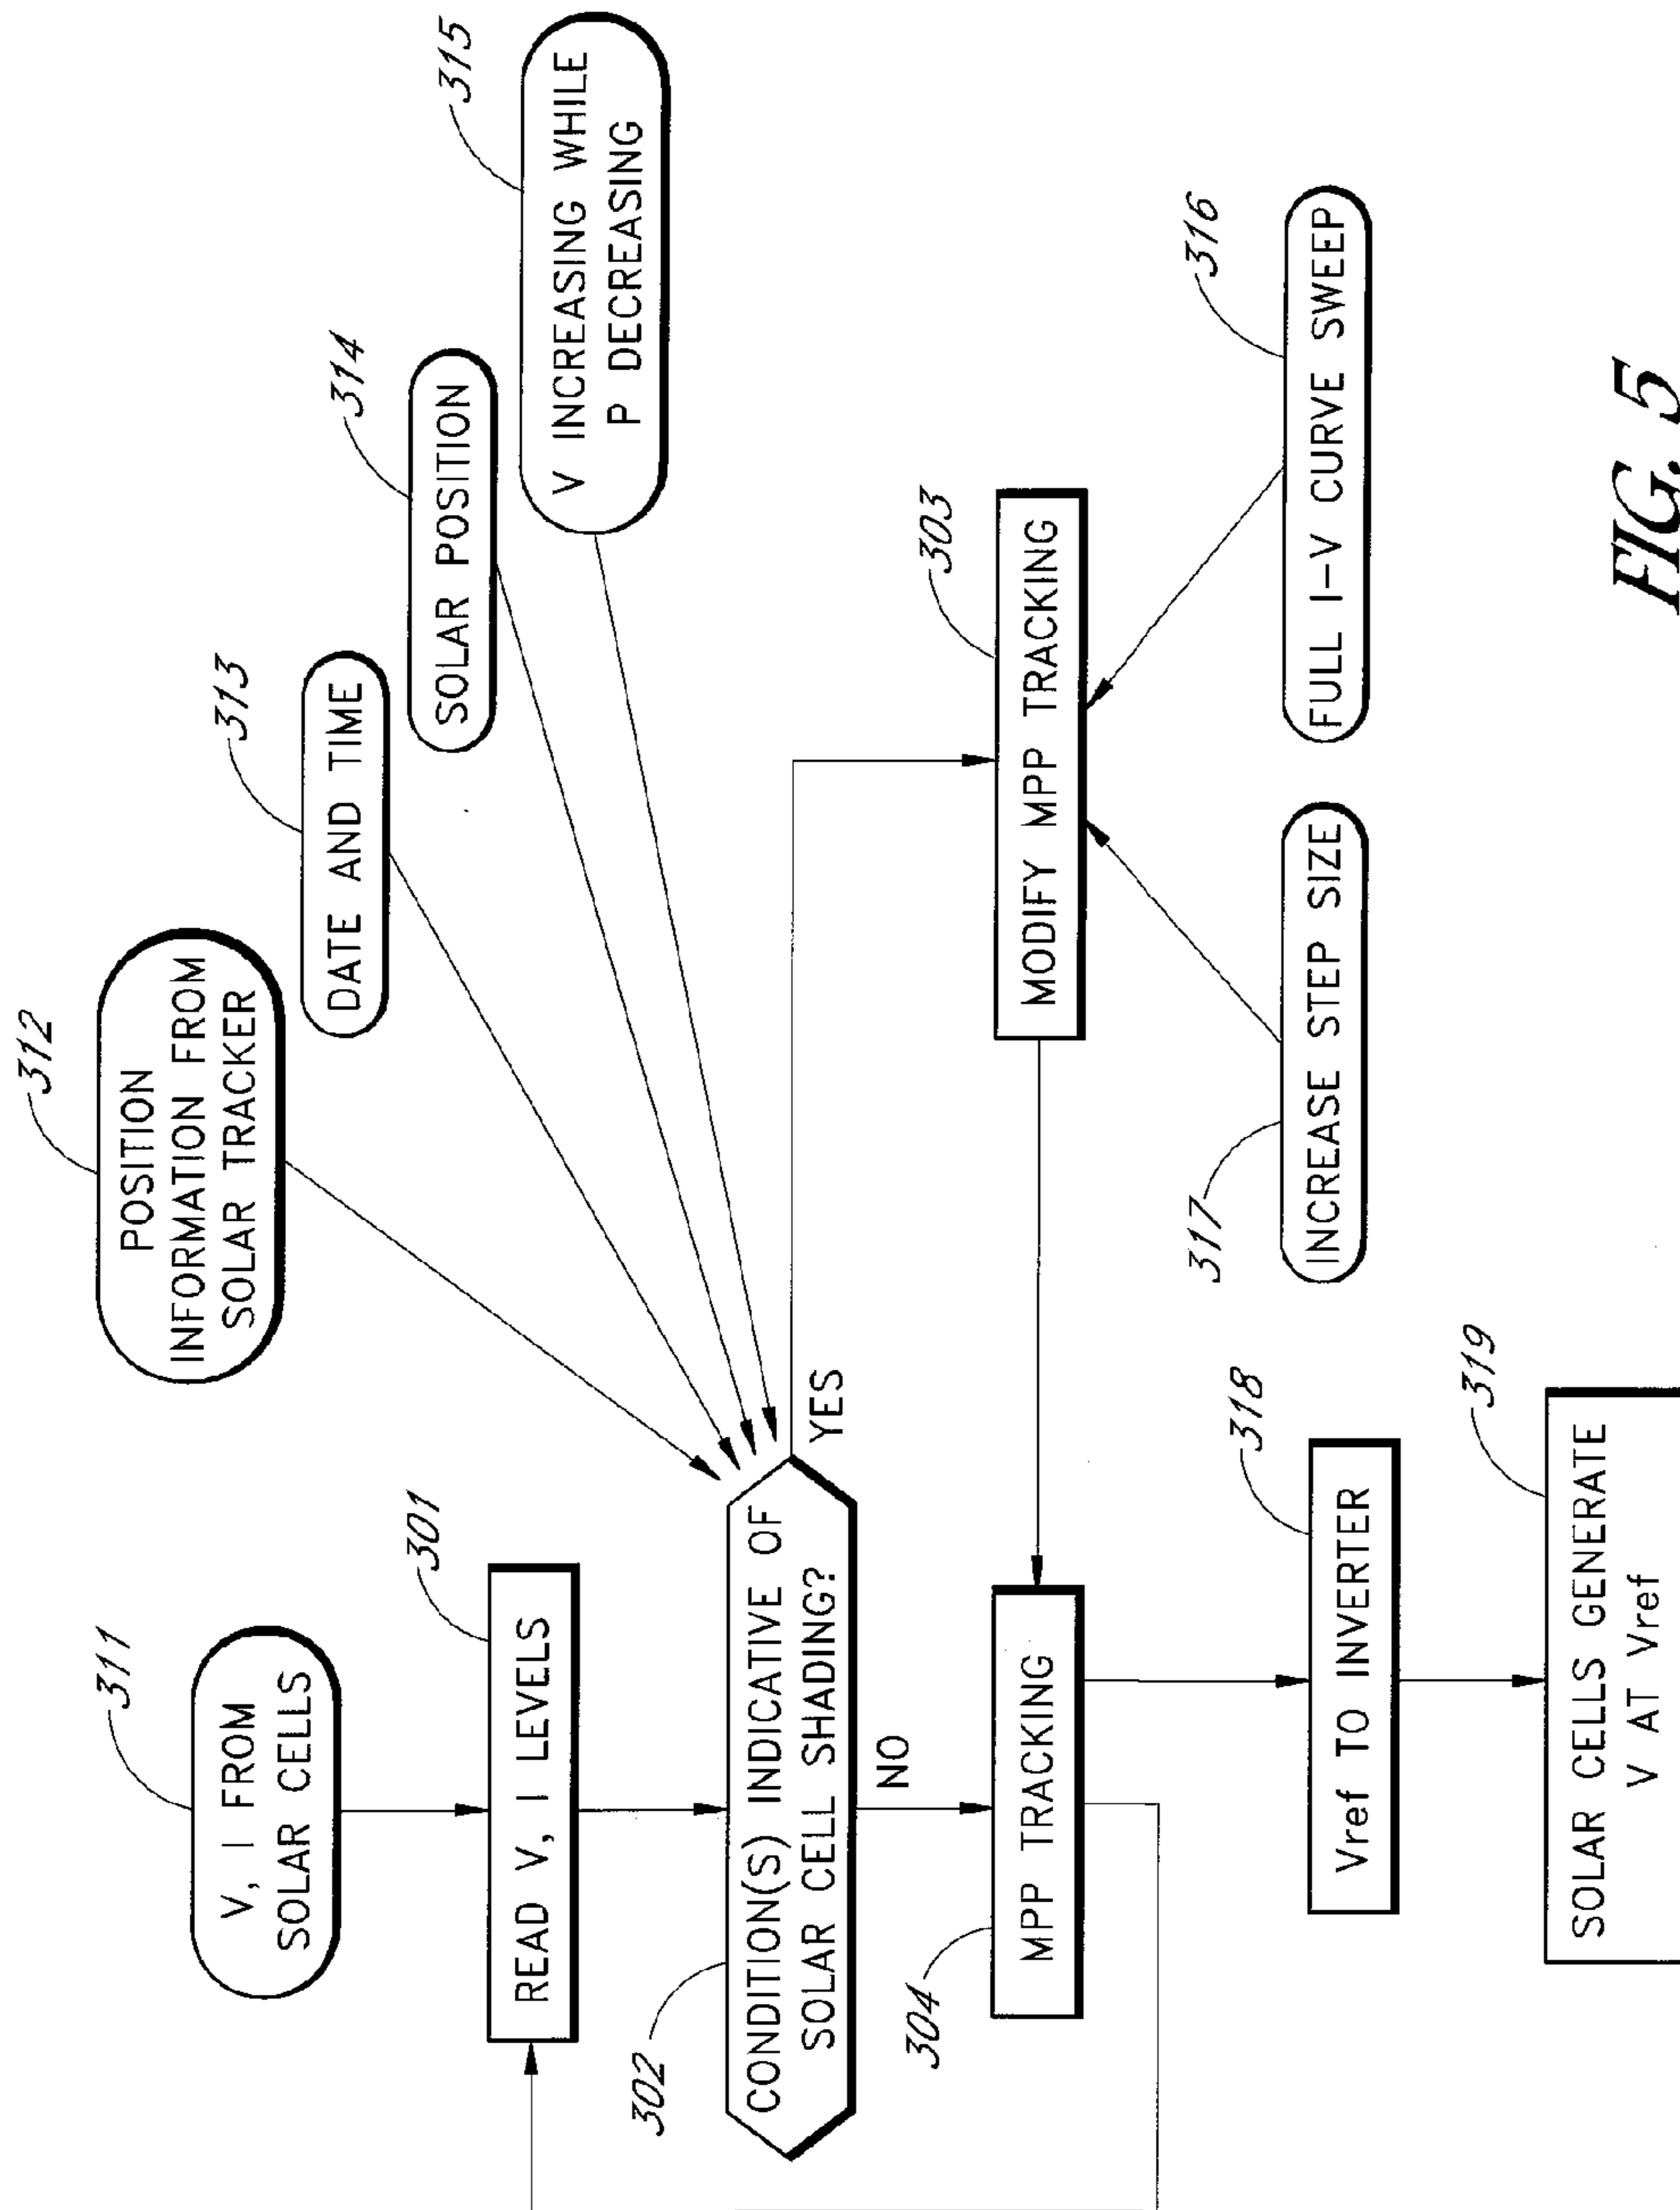 311
V, I FROM
SOLAR CELLS
301
READ V, I LEVELS
312
POSITION
INFORMATION FROM
SOLAR TRACKER
313
DATE AND TIME
314
SOLAR POSITION
315
V INCREASING WHILE
P DECREASING
302
CONDITION(S) INDICATIVE OF
SOLAR CELL SHADING?
YES
NO
303
MODIFY MPP TRACKING
304
MPP TRACKING
317
INCREASE STEP SIZE
316
FULL I-V CURVE SWEEP
318
Vref TO INVERTER
319
SOLAR CELLS GENERATE
V AT Vref
FIG. 5